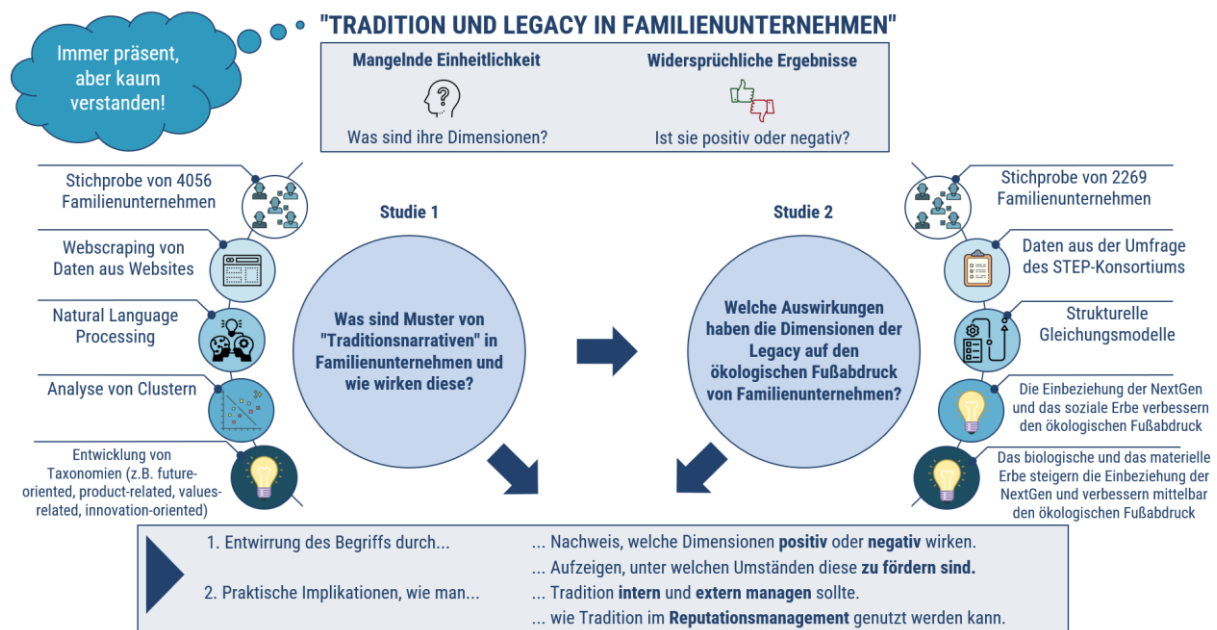 "TRADITION UND LEGACY IN FAMILIENUNTERNEHMEN"
Immer präsent,
aber kaum
verstanden!
Mangelnde Einheitlichkeit
?
Was sind ihre Dimensionen?
Widersprüchliche Ergebnisse
Ist sie positiv oder negativ?
Stichprobe von 4056
Familienunternehmen
Webscraping von
Daten aus Websites
Natural Language
Processing
Analyse von Clustern
Entwicklung von
Taxonomien (z.B. future-
oriented, product-related, values-
related, innovation-oriented)
Studie 1
Was sind Muster von
"Traditionsnarrativen" in
Familienunternehmen und
wie wirken diese?
Studie 2
Welche Auswirkungen
haben die Dimensionen der
Legacy auf den
ökologischen Fußabdruck
von Familienunternehmen?
Stichprobe von 2269
Familienunternehmen
Daten aus der Umfrage
des STEP-Konsortiums
Strukturelle
Gleichungsmodelle
Die Einbeziehung der NextGen
und das soziale Erbe verbessern
den ökologischen Fußabdruck
Das biologische und das materielle
Erbe steigern die Einbeziehung der
NextGen und verbessern mittelbar
den ökologischen Fußabdruck
1. Entwirrung des Begriffs durch...
... Nachweis, welche Dimensionen positiv oder negativ wirken.
... Aufzeigen, unter welchen Umständen diese zu fördern sind.
2. Praktische Implikationen, wie man...
... Tradition intern und extern managen sollte.
... wie Tradition im Reputationsmanagement genutzt werden kann.